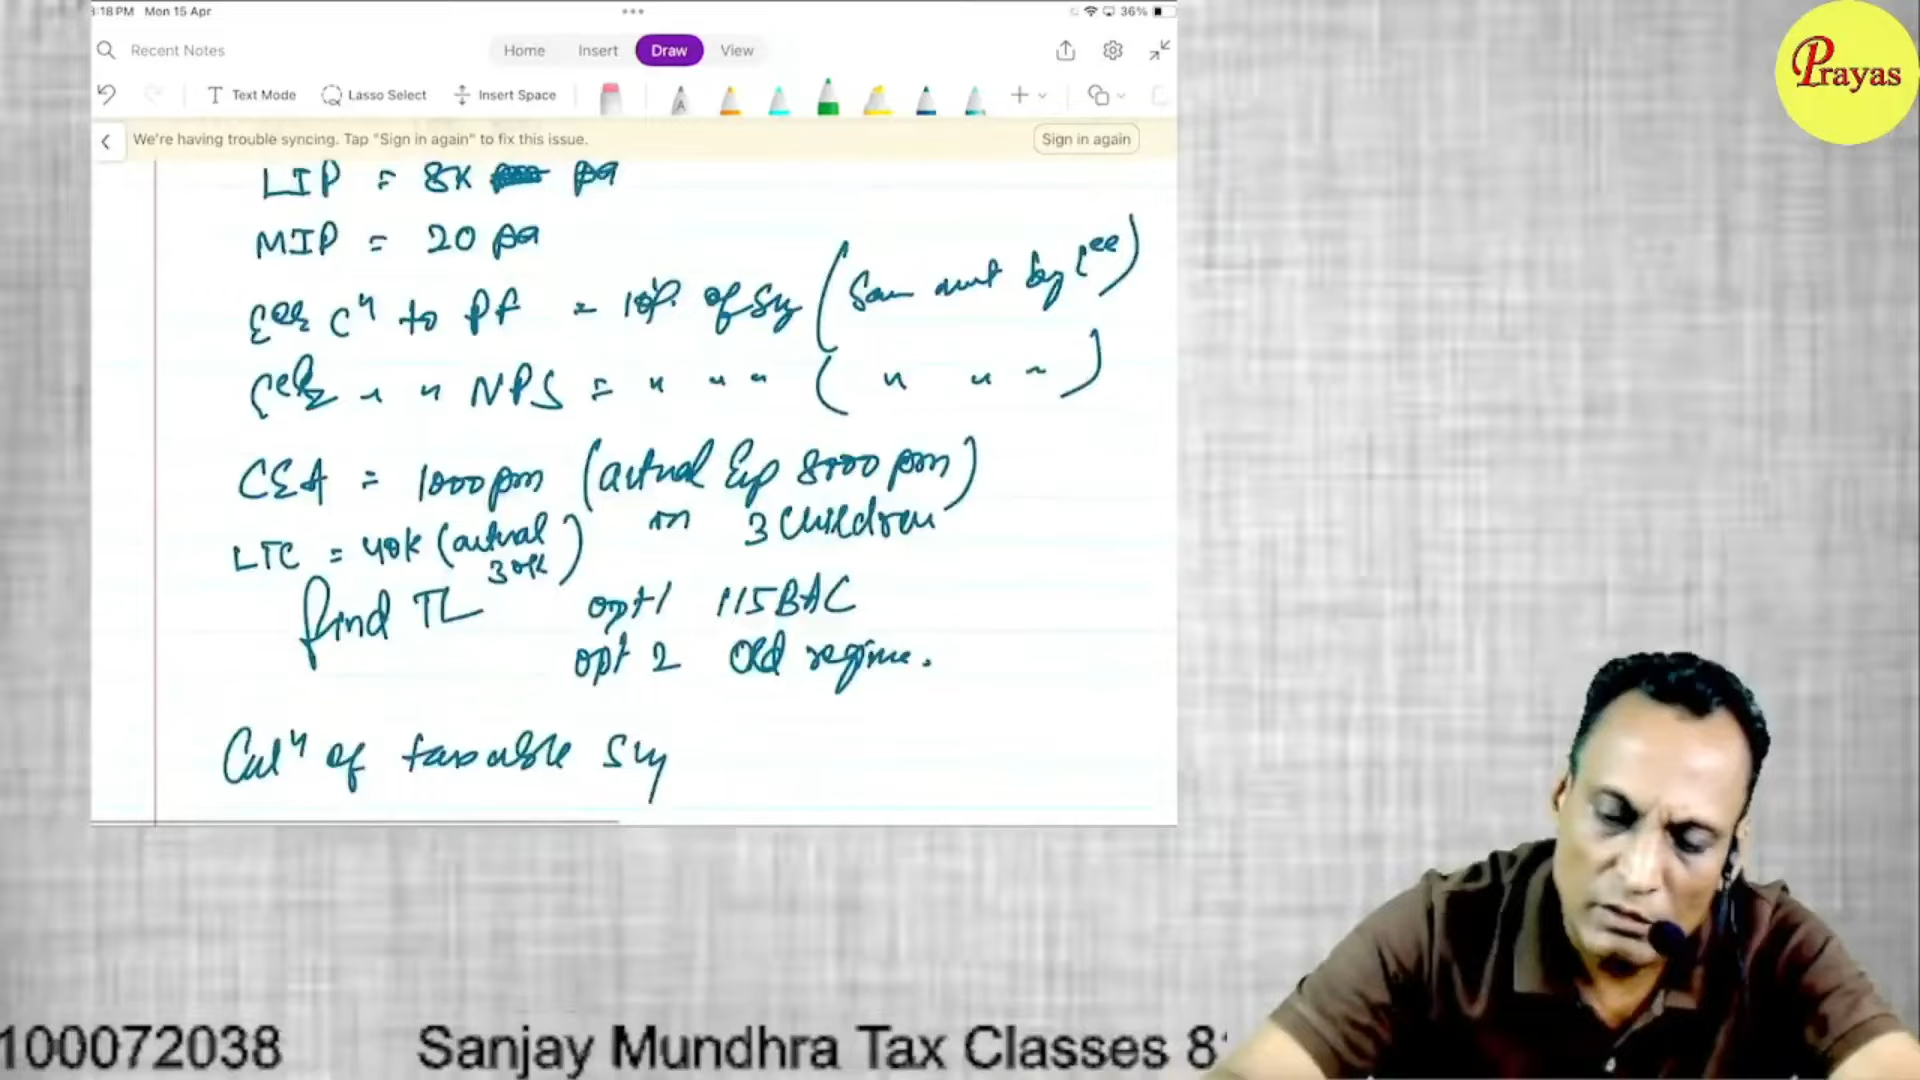 3:18 PM Mon 15 Apr
36%
Prayas
Recent Notes
Home Insert Draw View
Text Mode Lasso Select Insert Space
We're having trouble syncing. Tap "Sign in again" to fix this issue.
Sign in again
LIP = 8K pa
MIP = 20 pa
to PF = 10% of Sy (Sam amt by Eee)
" " NPS = " " " ( " " " )
CEA = 1000 pm (actual Exp 8000 pm)
on 3 Children
LTC = 40K (actual 30K)
find TL opt 1 115BAC
opt 2 Old regime.
Caln of taxable Sy
100072038 Sanjay Mundhra Tax Classes 81